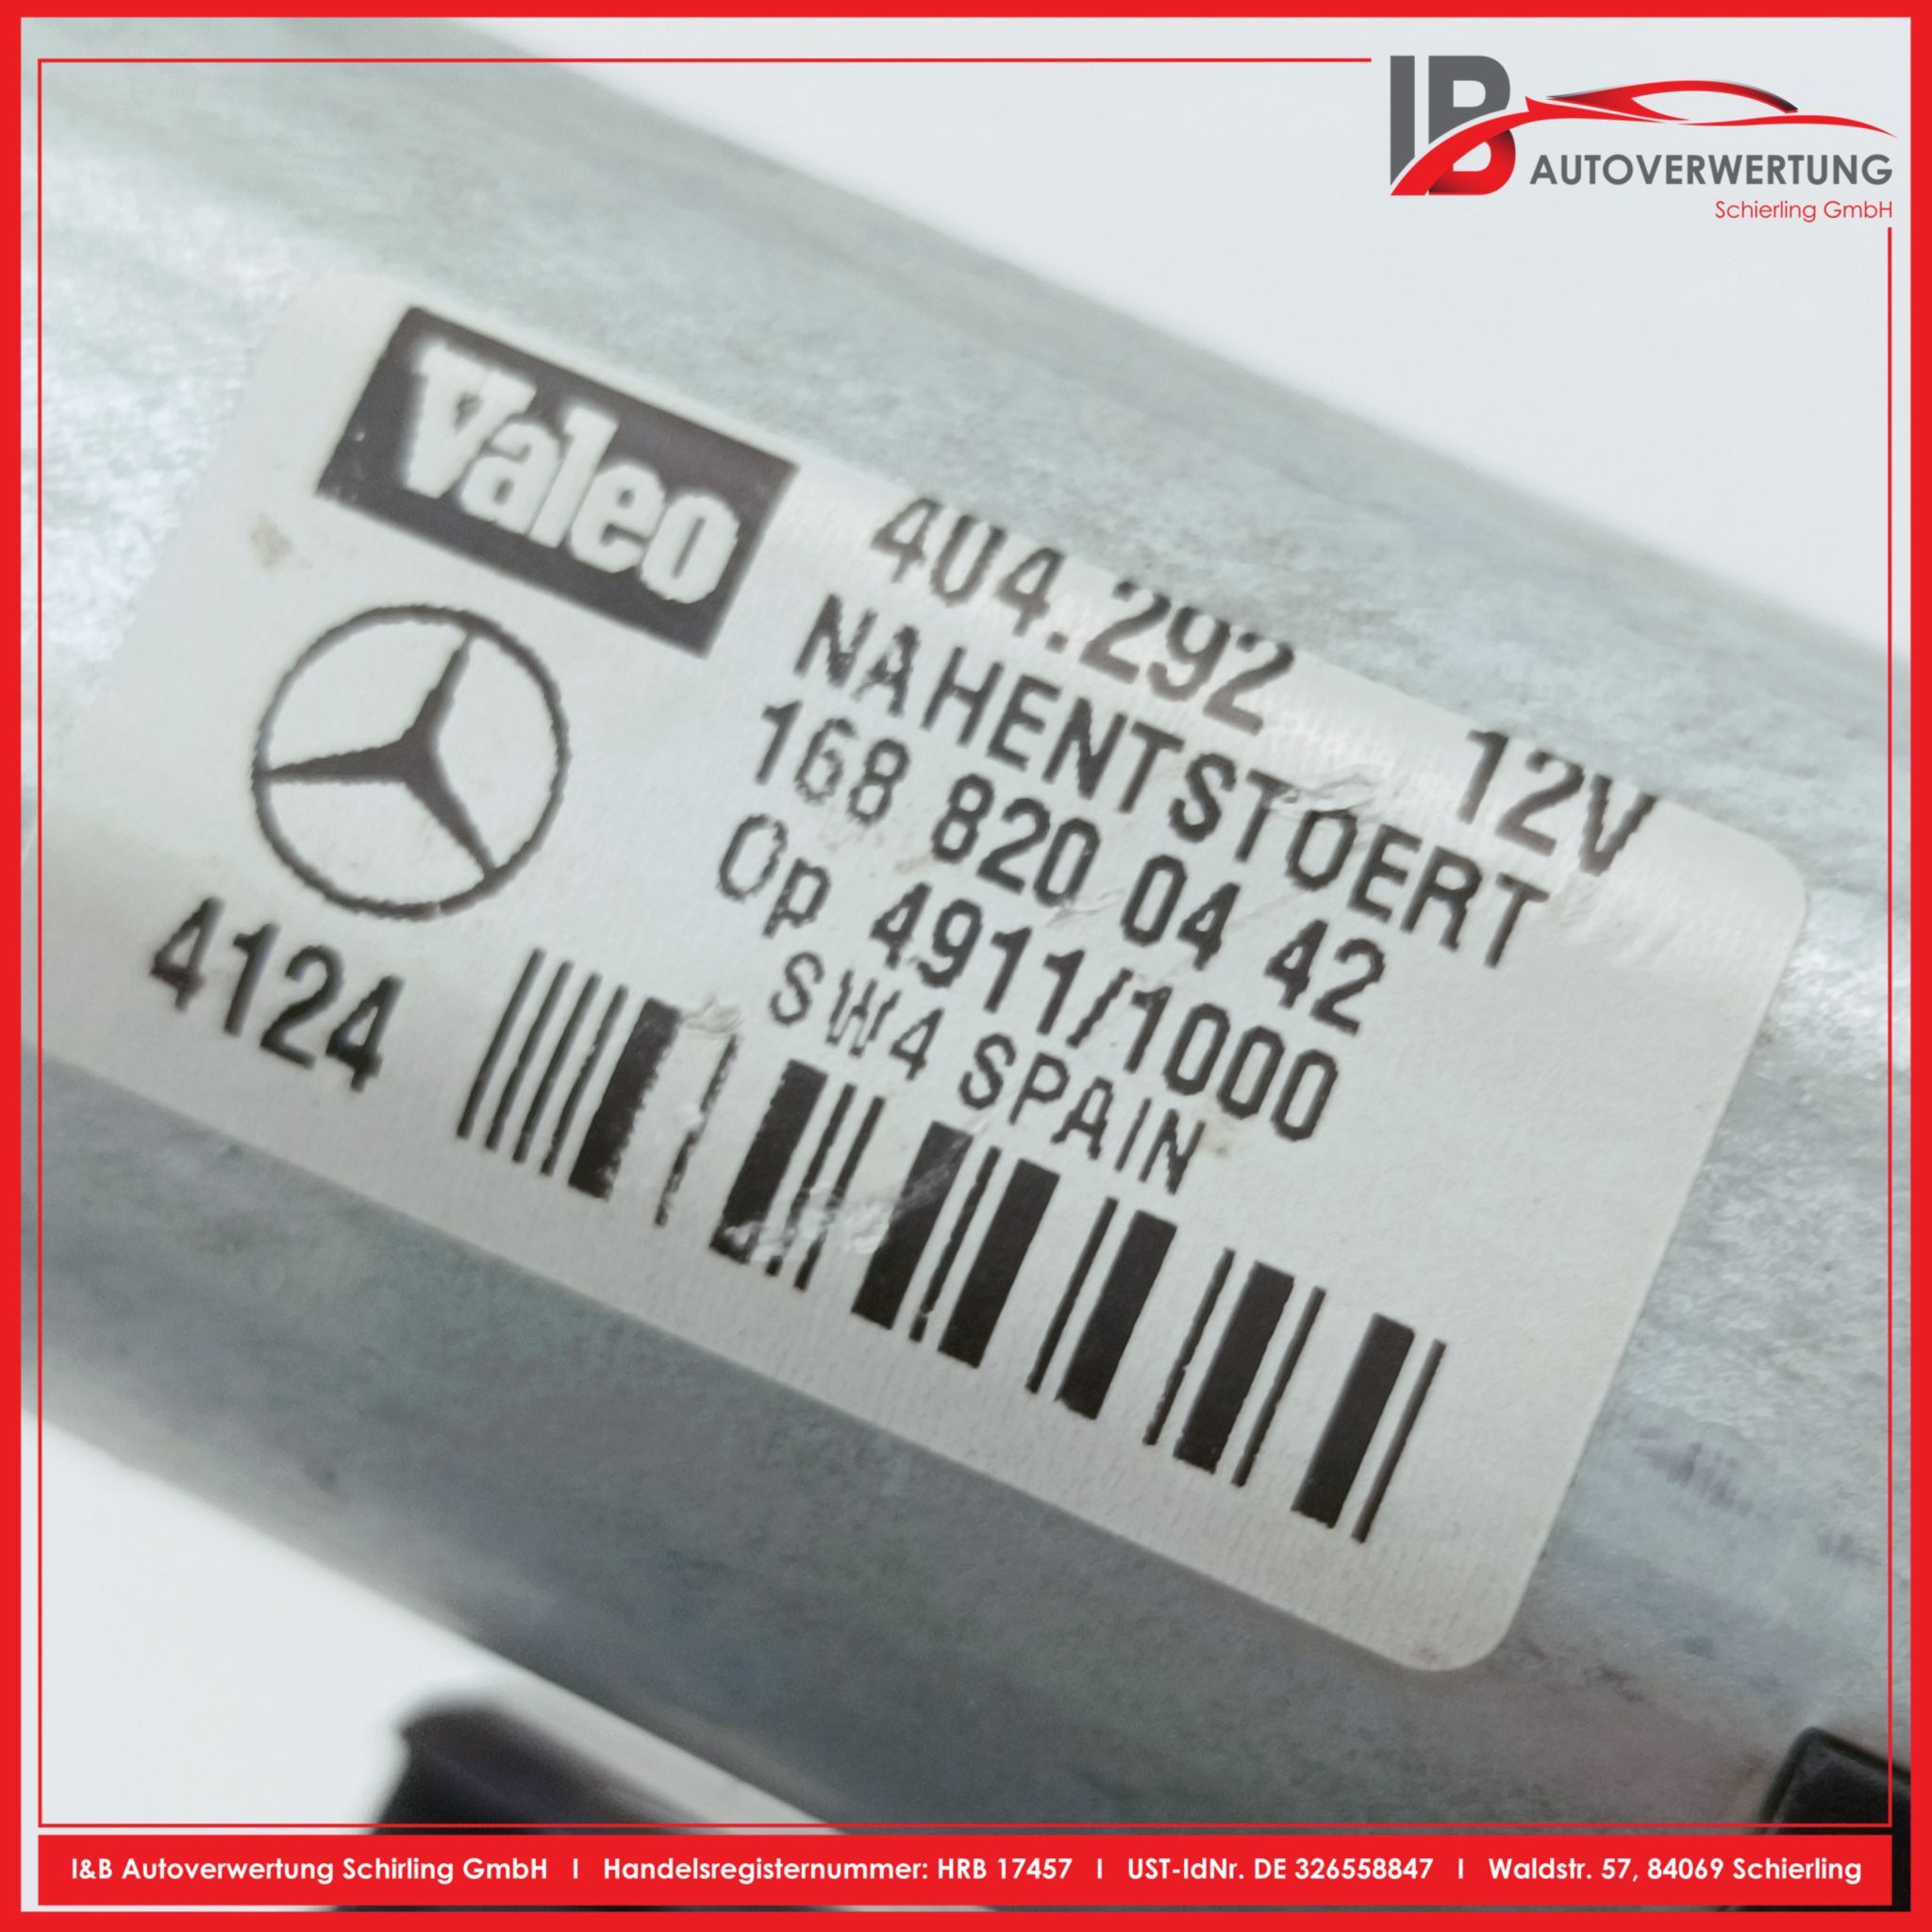 IB
AUTOVERWERTUNG
Schierling GmbH
Valeo
404.292 12V
NAHENTSTOERT
168 820 04 42
Op 4911/1000
SW4 SPAIN
4124
I&B Autoverwertung Schirling GmbH I Handelsregisternummer: HRB 17457 I UST-IdNr. DE 326558847 I Waldstr. 57, 84069 Schierling